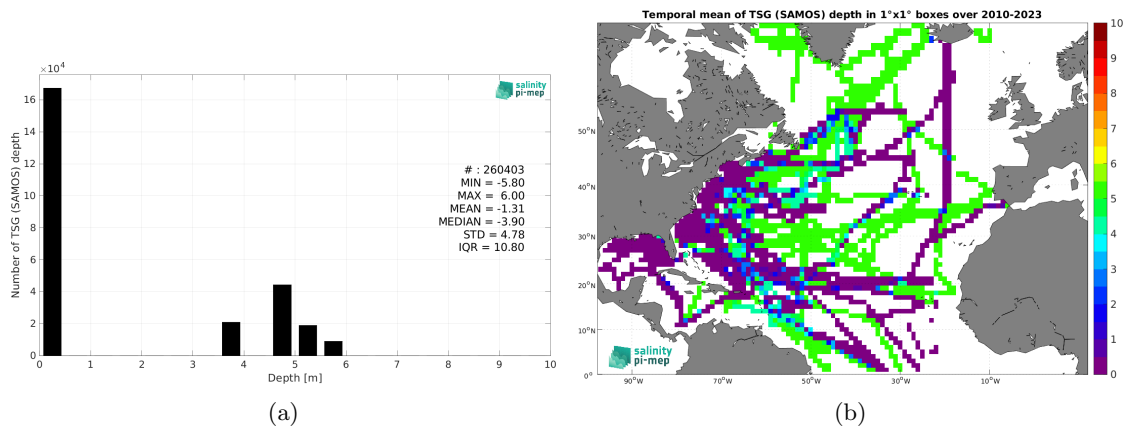 Temporal mean of TSG (SAMOS) depth in 1°x1° boxes over 2010-2023
×10⁴
16
14
12
10
8
6
4
2
0
Number of TSG (SAMOS) depth
salinity
pi-mep
# : 260403
MIN = -5.80
MAX = 6.00
MEAN = -1.31
MEDIAN = -3.90
STD = 4.78
IQR = 10.80
0 1 2 3 4 5 6 7 8 9 10
Depth [m]
(a)
50°N
40°N
30°N
20°N
10°N
0°
90°W 70°W 50°W 30°W 10°W
salinity
pi-mep
10
9
8
7
6
5
4
3
2
1
0
(b)